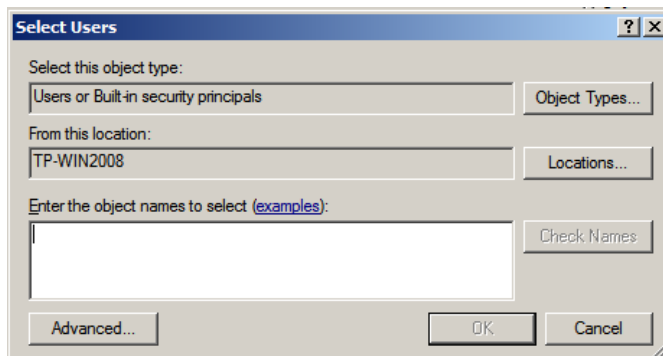 Select Users
Select this object type:
Users or Built-in security principals
Object Types...
From this location:
TP-WIN2008
Locations...
Enter the object names to select (examples):
Check Names
Advanced...
OK
Cancel